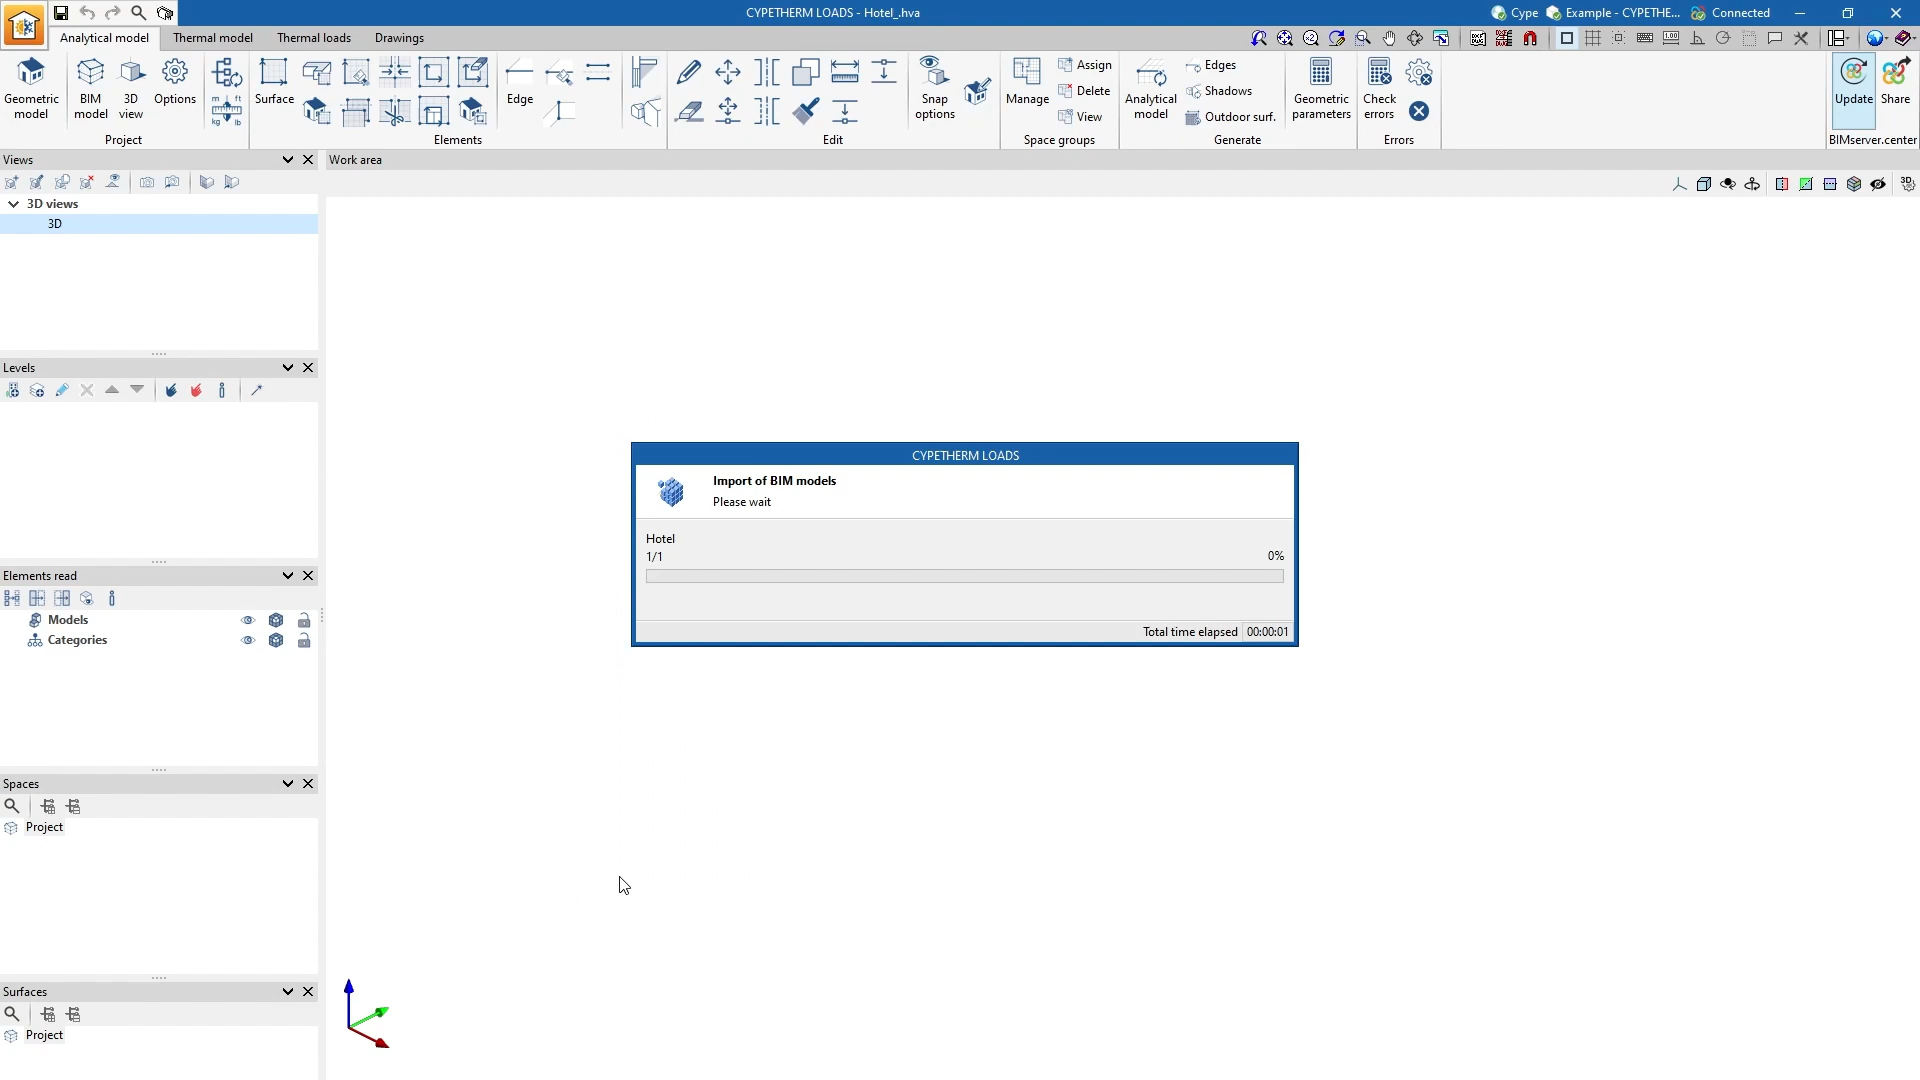 CYPETHERM LOADS - Hotel_.hva
Cype
Example - CYPETHE...
Connected
Analytical model
Thermal model
Thermal loads
Drawings
Geometric model
BIM model
3D view
Options
m ft
kg lb
Surface
Edge
Snap options
Manage
Assign
Delete
View
Analytical model
Edges
Shadows
Outdoor surf.
Geometric parameters
Check errors
Update
Share
Project
Elements
Edit
Space groups
Generate
Errors
BIMserver.center
Views
Work area
3D views
3D
Levels
Elements read
Models
Categories
Spaces
Project
Surfaces
Project
CYPETHERM LOADS
Import of BIM models
Please wait
Hotel
1/1
0%
Total time elapsed 00:00:01